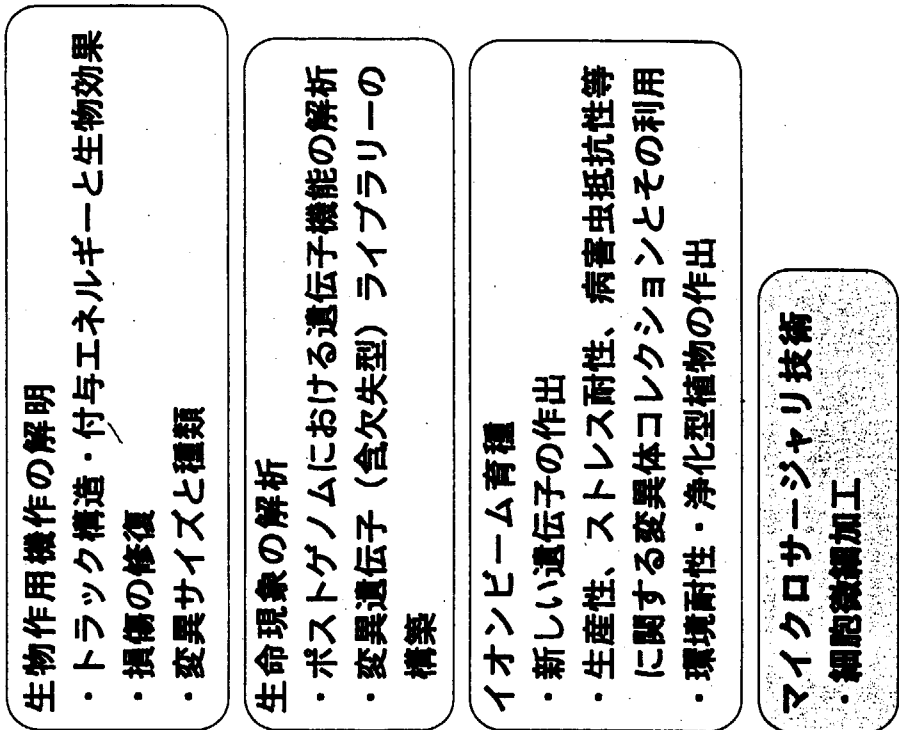 生物作用機作の解明
・トラック構造・付与エネルギーと生物効果
・損傷の修復
・変異サイズと種類
生命現象の解析
・ポストゲノムにおける遺伝子機能の解析
・変異遺伝子（含欠失型）ライブラリーの
構築
イオンビーム育種
・新しい遺伝子の作出
・生産性、ストレス耐性、病害虫抵抗性等
に関する変異体コレクションとその利用
・環境耐性・浄化型植物の作出
マイクロサージャリ技術
・細胞微細加工